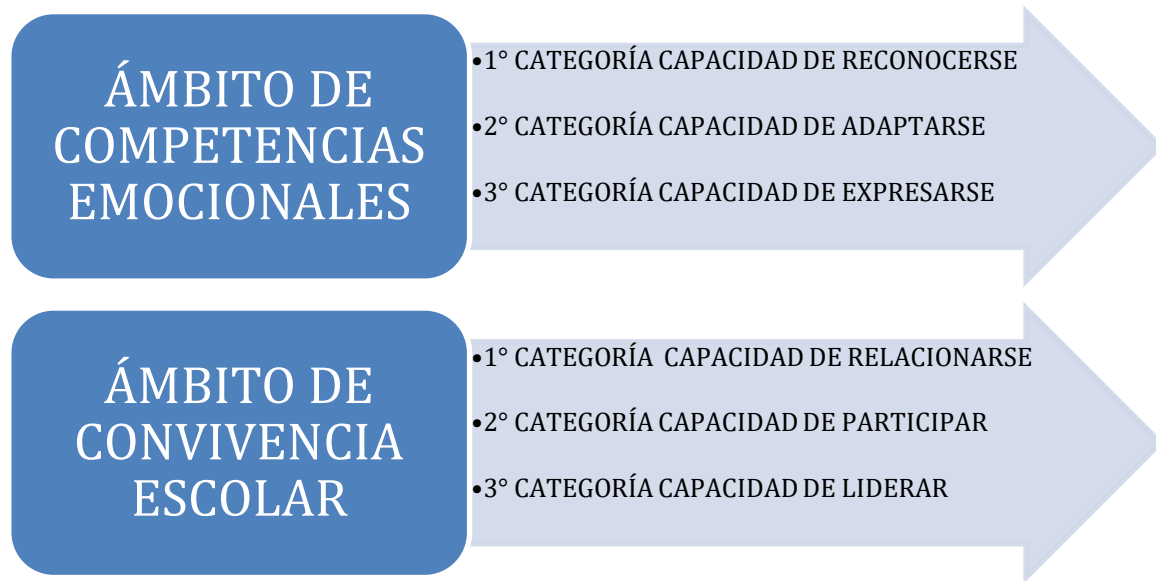 ÁMBITO DE
COMPETENCIAS
EMOCIONALES
•1° CATEGORÍA CAPACIDAD DE RECONOCERSE
•2° CATEGORÍA CAPACIDAD DE ADAPTARSE
•3° CATEGORÍA CAPACIDAD DE EXPRESARSE
ÁMBITO DE
CONVIVENCIA
ESCOLAR
•1° CATEGORÍA CAPACIDAD DE RELACIONARSE
•2° CATEGORÍA CAPACIDAD DE PARTICIPAR
•3° CATEGORÍA CAPACIDAD DE LIDERAR